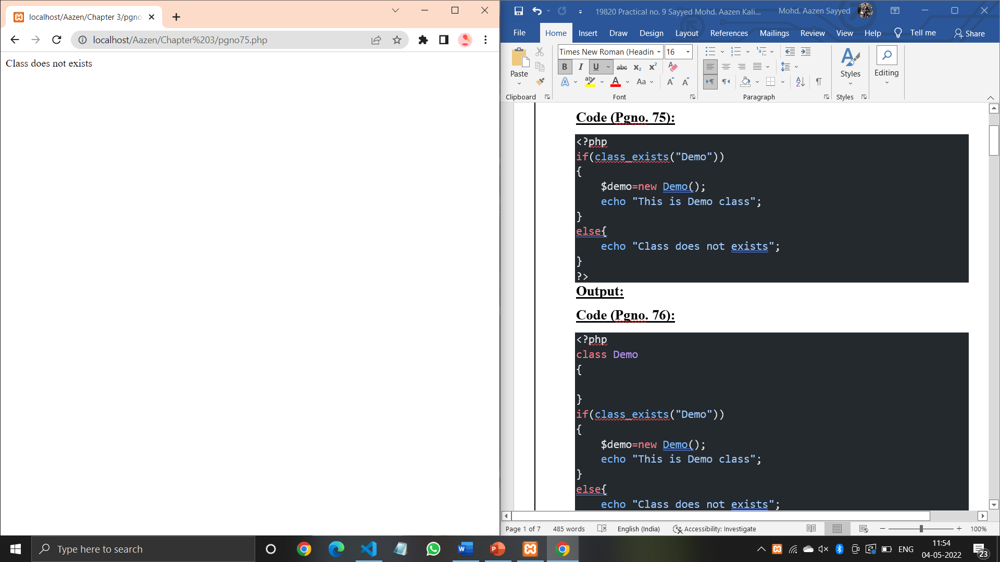 localhost/Aazen/Chapter 3/pgno
localhost/Aazen/Chapter%203/pgno75.php
Class does not exists
19820 Practical no. 9 Sayyed Mohd. Aazen Kali...
Mohd. Aazen Sayyed
File Home Insert Draw Design Layout References Mailings Review View Help Tell me Share
Times New Roman (Headin 16
Paste
Styles
Editing
Clipboard Font Paragraph Styles
Code (Pgno. 75):
<?php
if(class_exists("Demo"))
{
    $demo=new Demo();
    echo "This is Demo class";
}
else{
    echo "Class does not exists";
}
?>
Output:
Code (Pgno. 76):
<?php
class Demo
{
}
if(class_exists("Demo"))
{
    $demo=new Demo();
    echo "This is Demo class";
}
else{
    echo "Class does not exists";
Page 1 of 7 485 words English (India) Accessibility: Investigate 100%
Type here to search
ENG
11:54
04-05-2022
23